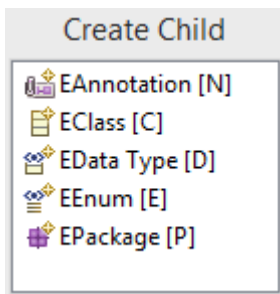 Create Child
EAnnotation [N]
EClass [C]
EData Type [D]
EEnum [E]
EPackage [P]